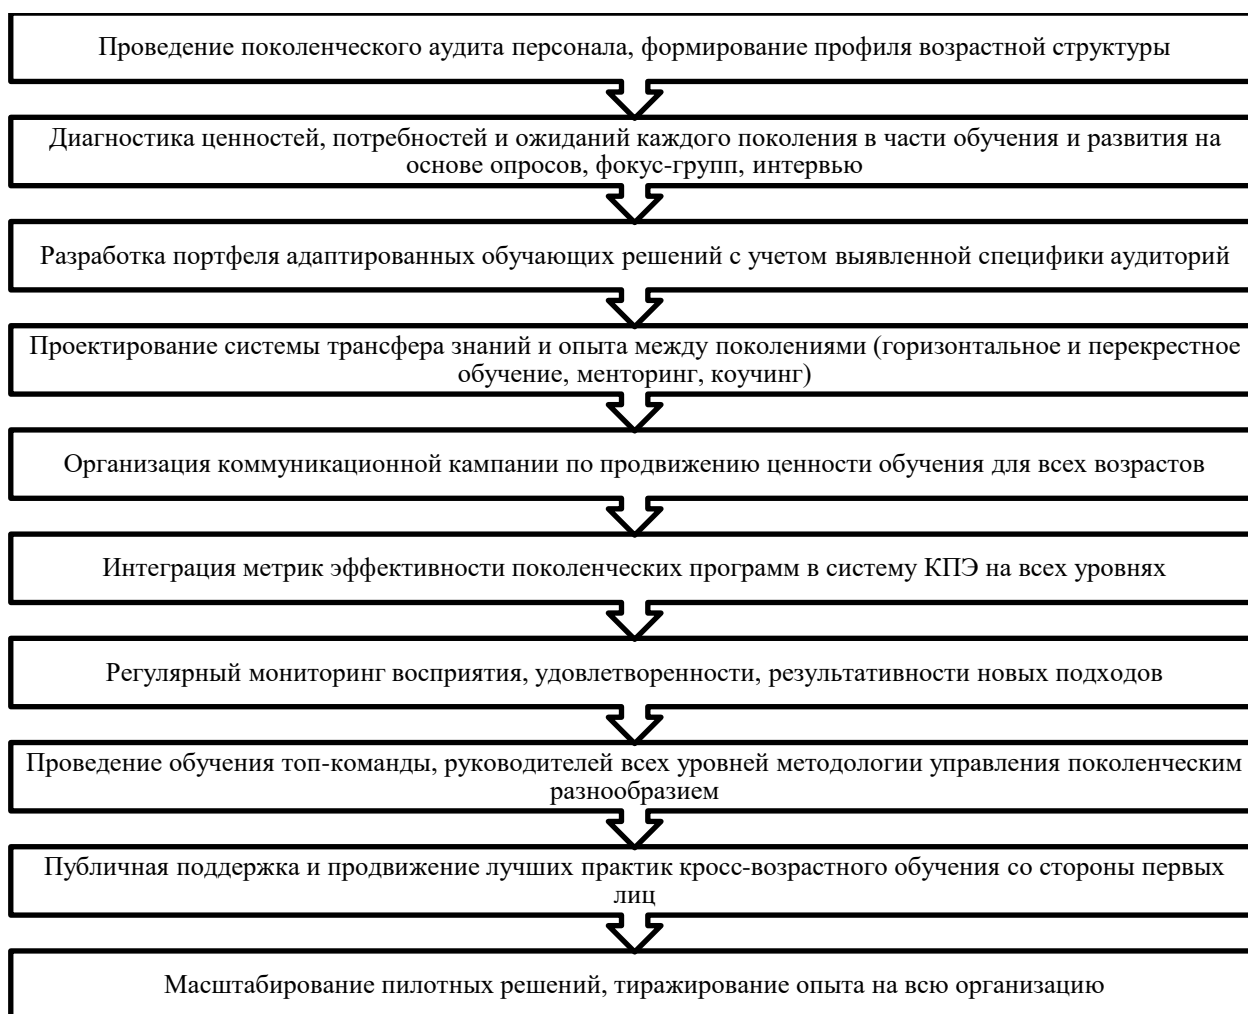 Проведение поколенческого аудита персонала, формирование профиля возрастной структуры
Диагностика ценностей, потребностей и ожиданий каждого поколения в части обучения и развития на
основе опросов, фокус-групп, интервью
Разработка портфеля адаптированных обучающих решений с учетом выявленной специфики аудиторий
Проектирование системы трансфера знаний и опыта между поколениями (горизонтальное и перекрестное
обучение, менторинг, коучинг)
Организация коммуникационной кампании по продвижению ценности обучения для всех возрастов
Интеграция метрик эффективности поколенческих программ в систему КПЭ на всех уровнях
Регулярный мониторинг восприятия, удовлетворенности, результативности новых подходов
Проведение обучения топ-команды, руководителей всех уровней методологии управления поколенческим
разнообразием
Публичная поддержка и продвижение лучших практик кросс-возрастного обучения со стороны первых
лиц
Масштабирование пилотных решений, тиражирование опыта на всю организацию